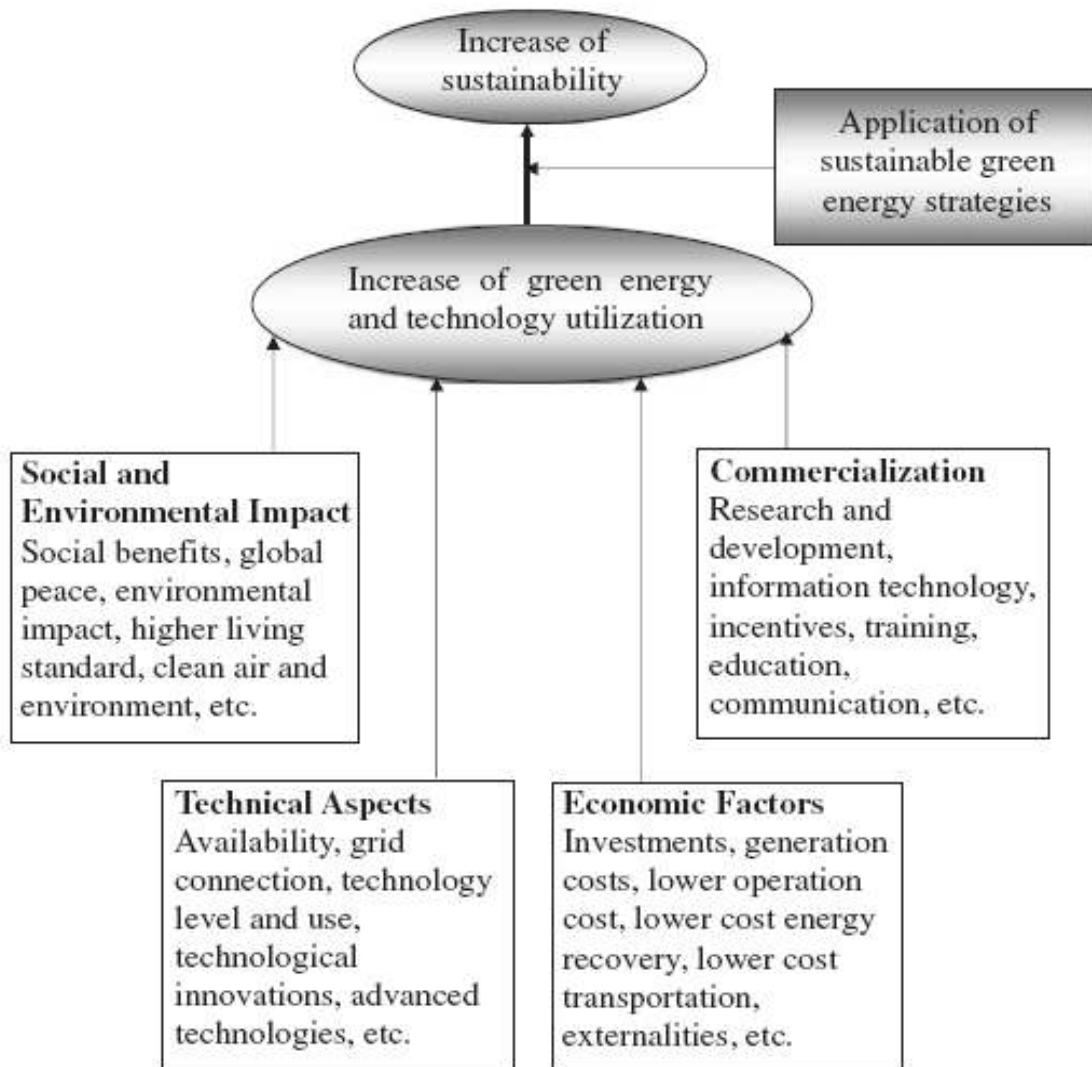 Increase of
sustainability
Application of
sustainable green
energy strategies
Increase of green energy
and technology utilization
Social and
Environmental Impact
Social benefits, global
peace, environmental
impact, higher living
standard, clean air and
environment, etc.
Commercialization
Research and
development,
information technology,
incentives, training,
education,
communication, etc.
Technical Aspects
Availability, grid
connection, technology
level and use,
technological
innovations, advanced
technologies, etc.
Economic Factors
Investments, generation
costs, lower operation
cost, lower cost energy
recovery, lower cost
transportation,
externalities, etc.